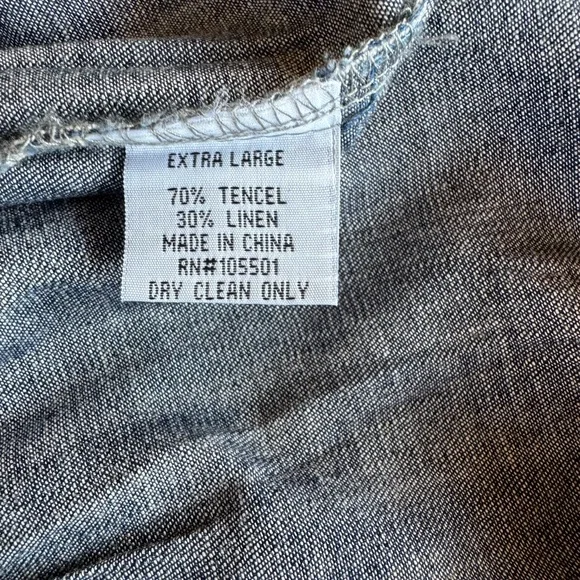 EXTRA LARGE
70% TENCEL
30% LINEN
MADE IN CHINA
RN#105501
DRY CLEAN ONLY